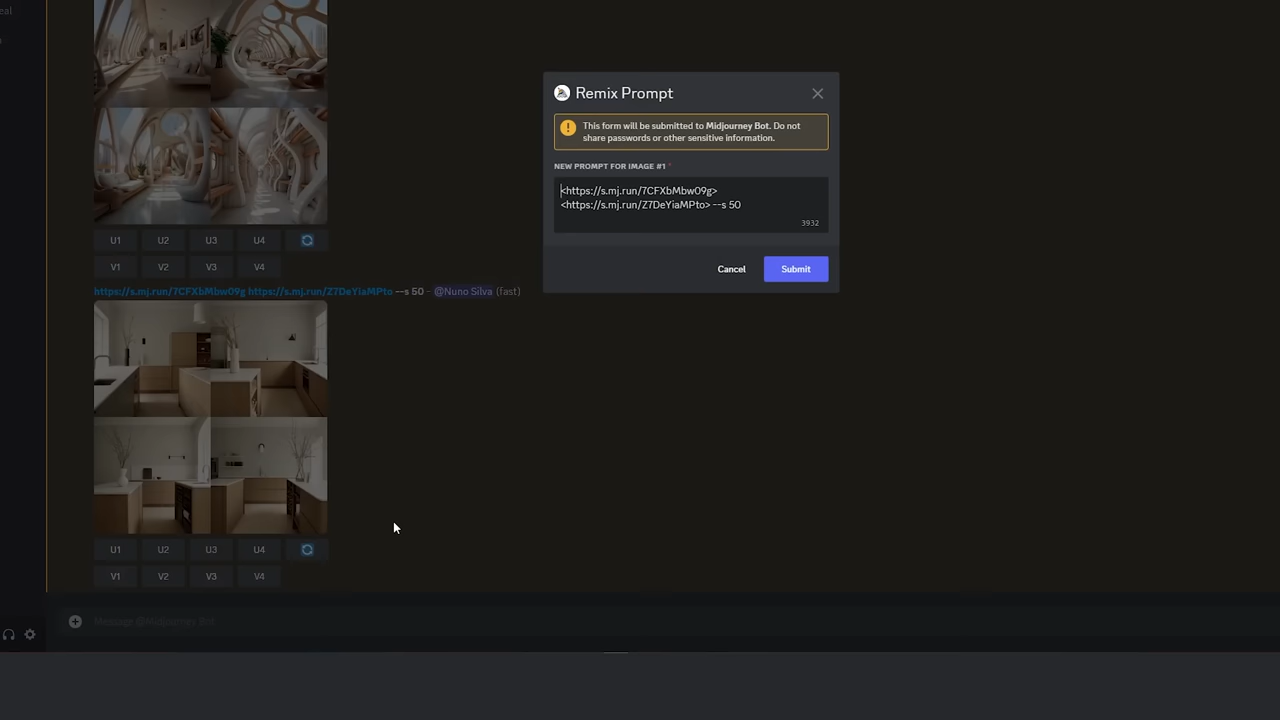 Remix Prompt
This form will be submitted to Midjourney Bot. Do not
share passwords or other sensitive information.
NEW PROMPT FOR IMAGE #1 *
<https://s.mj.run/7CFXbMbw09g>
<https://s.mj.run/Z7DeYiaMPto> --s 50
3932
Cancel
Submit
U1 U2 U3 U4
V1 V2 V3 V4
https://s.mj.run/7CFXbMbw09g https://s.mj.run/Z7DeYiaMPto --s 50 - @Nuno Silva (fast)
U1 U2 U3 U4
V1 V2 V3 V4
Message @Midjourney Bot